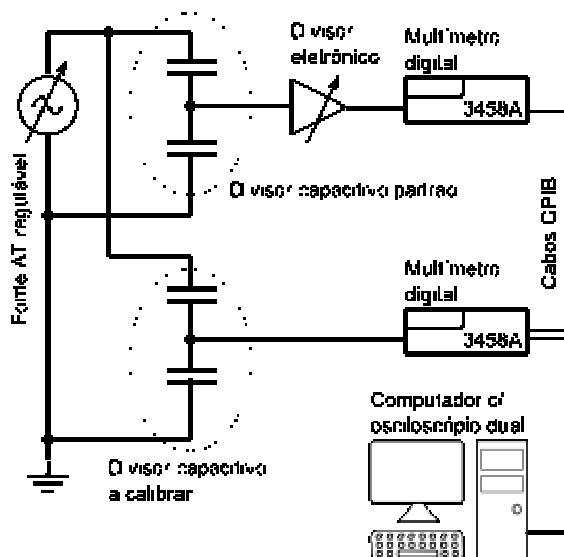 Divisor
eletrônico
Multímetro
digital
3458A
Fonte AT regulável
Divisor capacitivo padrão
Cabos GPIB
Multímetro
digital
3458A
Computador c/
osciloscópio dual
Divisor capacitivo
a calibrar